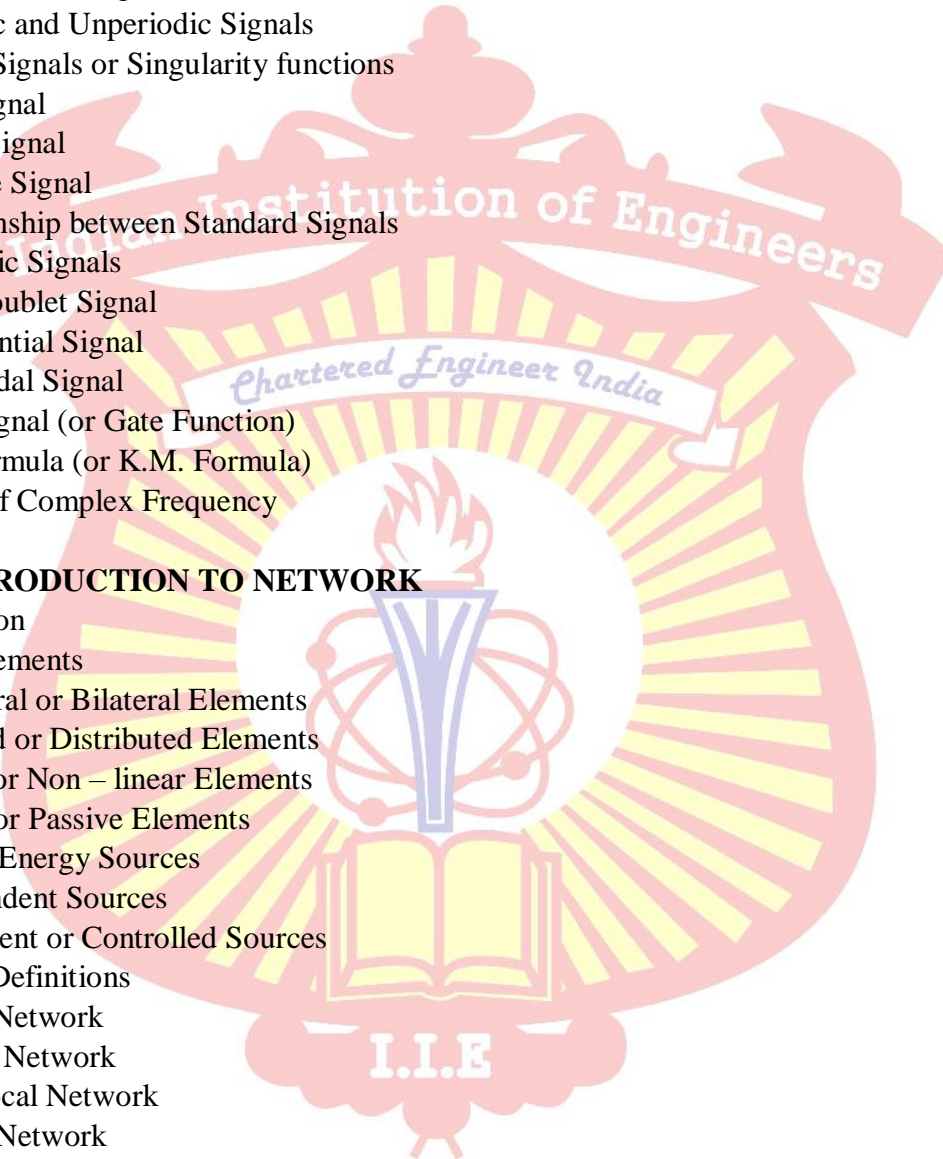 c and Unperiodic Signals
Signals or Singularity functions
gnal
ignal
e Signal
nship between Standard Signals
ic Signals
oublet Signal
ntial Signal
dal Signal
gnal (or Gate Function)
rmula (or K.M. Formula)
f Complex Frequency
RODUCTION TO NETWORK
on
ements
ral or Bilateral Elements
d or Distributed Elements
or Non – linear Elements
or Passive Elements
Energy Sources
ndent Sources
ent or Controlled Sources
Definitions
Network
Network
ocal Network
Network
Indian Institution of Engineers
Chartered Engineer India
I.I.E